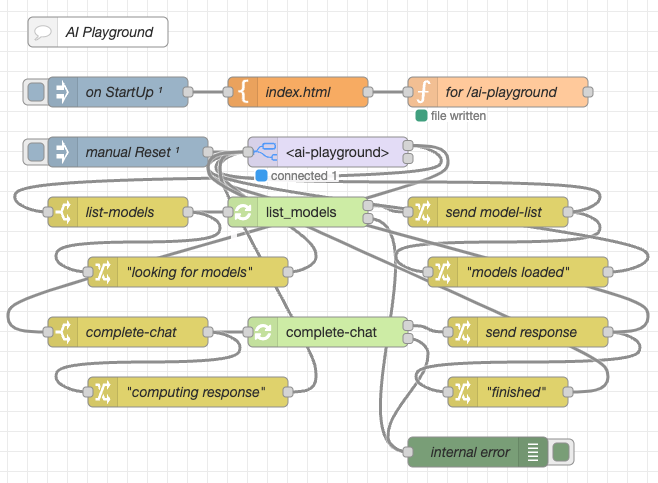 AI Playground
on StartUp ¹
index.html
for /ai-playground
file written
manual Reset ¹
<ai-playground>
connected 1
list-models
list_models
send model-list
"looking for models"
"models loaded"
complete-chat
complete-chat
send response
"computing response"
"finished"
internal error